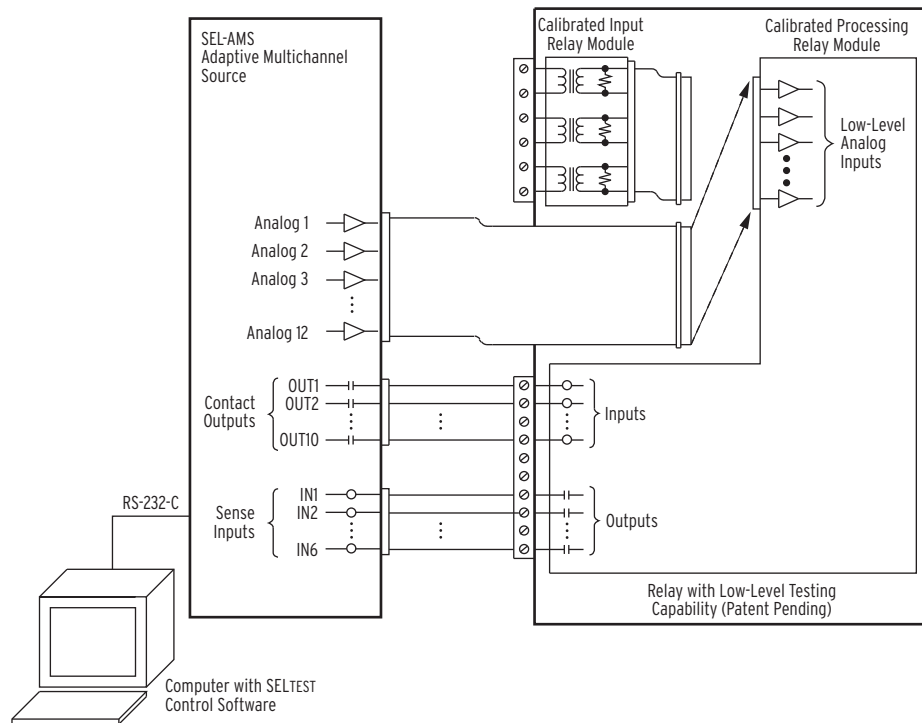 SEL-AMS
Adaptive Multichannel
Source
Calibrated Input
Relay Module
Calibrated Processing
Relay Module
Low-Level
Analog
Inputs
Analog 1
Analog 2
Analog 3
Analog 12
Contact
Outputs
OUT1
OUT2
OUT10
Inputs
RS-232-C
Sense
Inputs
IN1
IN2
IN6
Outputs
Relay with Low-Level Testing
Capability (Patent Pending)
Computer with SELTEST
Control Software